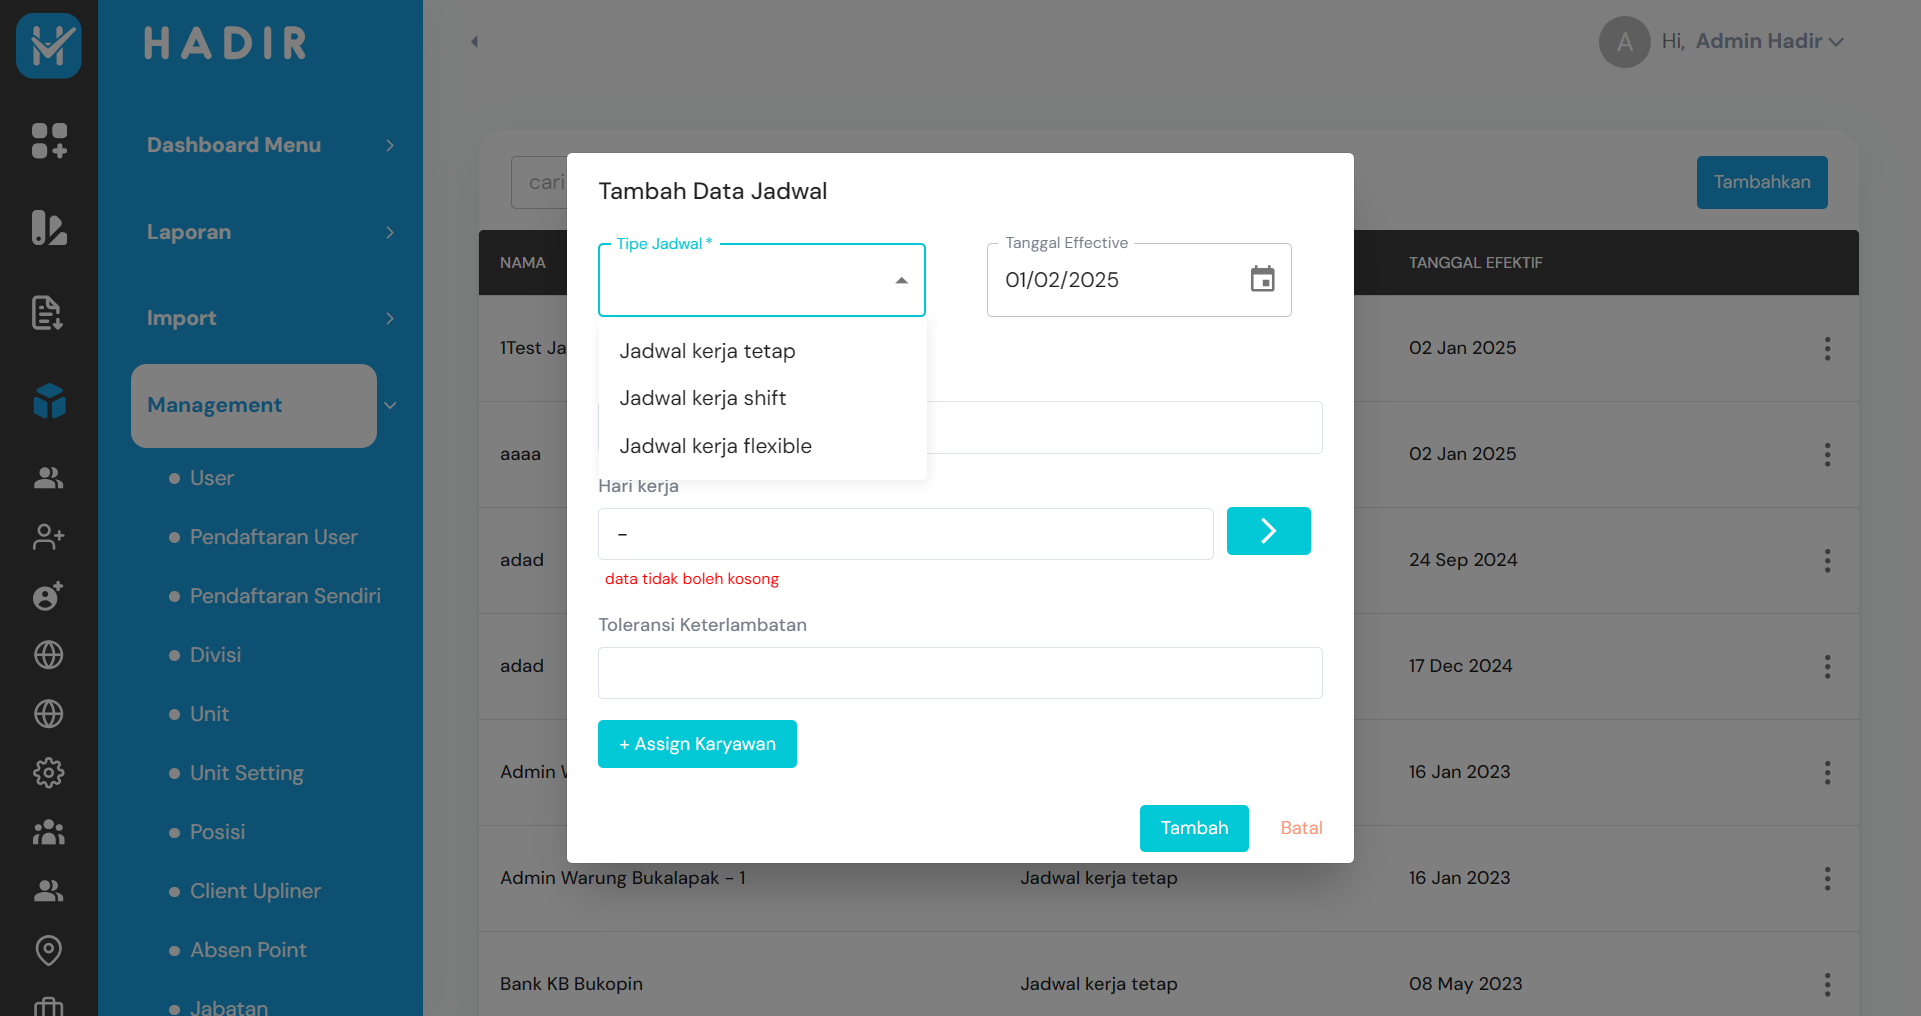 HADIR
A Hi, Admin Hadir
Dashboard Menu
Laporan
Import
Management
User
Pendaftaran User
Pendaftaran Sendiri
Divisi
Unit
Unit Setting
Posisi
Client Upliner
Absen Point
Jabatan
cari
Tambahkan
NAMA
TANGGAL EFEKTIF
1Test Ja
02 Jan 2025
aaaa
02 Jan 2025
adad
24 Sep 2024
adad
17 Dec 2024
Admin W
16 Jan 2023
Admin Warung Bukalapak - 1
Jadwal kerja tetap
16 Jan 2023
Bank KB Bukopin
Jadwal kerja tetap
08 May 2023
Tambah Data Jadwal
Tipe Jadwal *
Tanggal Effective
01/02/2025
Jadwal kerja tetap
Jadwal kerja shift
Jadwal kerja flexible
Hari kerja
-
data tidak boleh kosong
Toleransi Keterlambatan
+ Assign Karyawan
Tambah
Batal